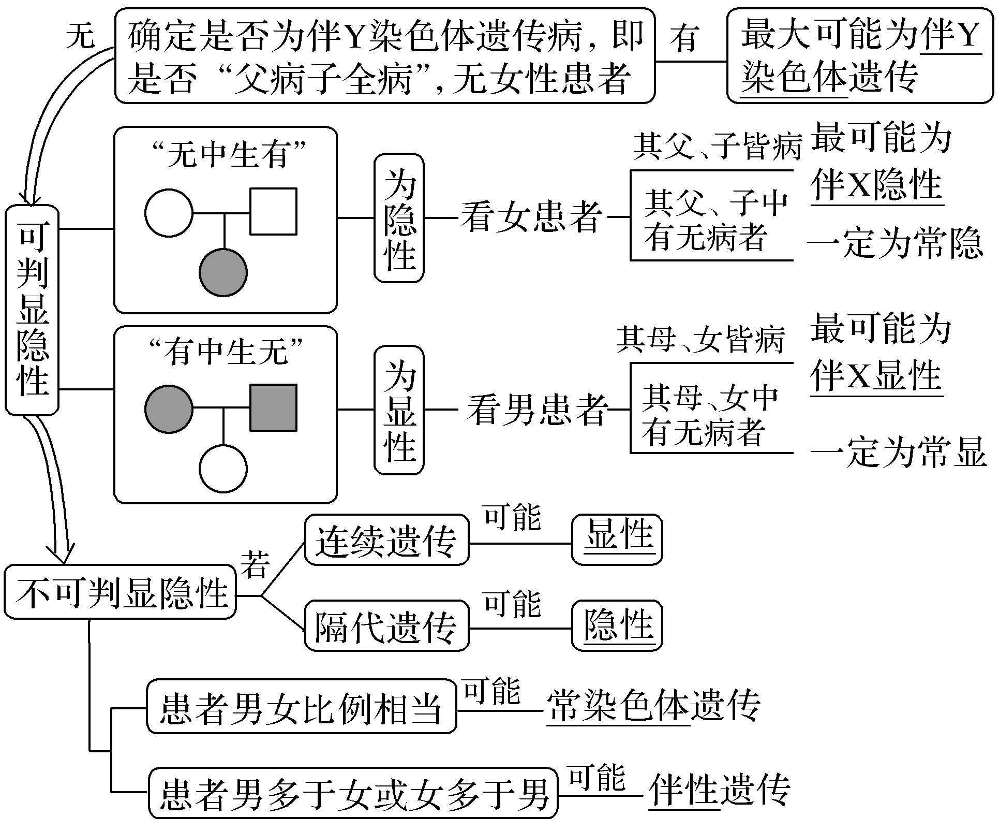 无
确定是否为伴Y染色体遗传病，即
是否“父病子全病”，无女性患者
有
最大可能为伴Y
染色体遗传
可判显隐性
“无中生有”
为隐性
看女患者
其父、子皆病
最可能为
伴X隐性
其父、子中
有无病者
一定为常隐
“有中生无”
为显性
看男患者
其母、女皆病
最可能为
伴X显性
其母、女中
有无病者
一定为常显
不可判显隐性
若
连续遗传
可能
显性
隔代遗传
可能
隐性
患者男女比例相当
可能
常染色体遗传
患者男多于女或女多于男
可能
伴性遗传